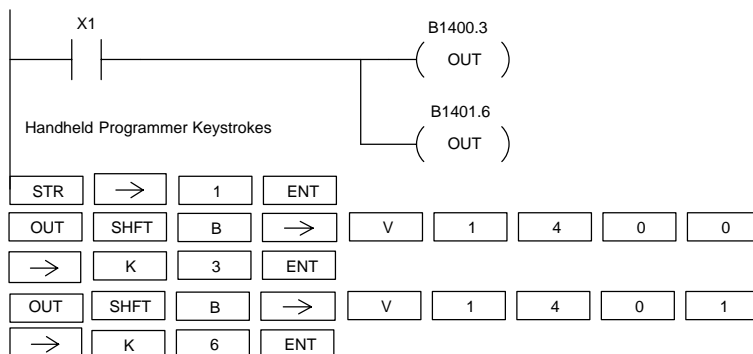 X1
B1400.3
OUT
B1401.6
OUT
Handheld Programmer Keystrokes
STR → 1 ENT
OUT SHFT B → V 1 4 0 0
→ K 3 ENT
OUT SHFT B → V 1 4 0 1
→ K 6 ENT